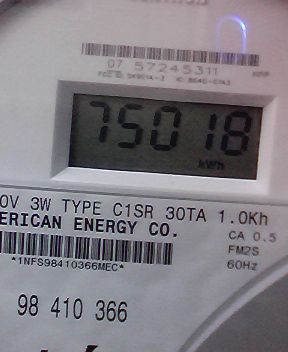 07 57245311
75018
kWh
0V 3W TYPE C1SR 30TA 1.0Kh
ERICAN ENERGY CO.
CA 0.5
FM2S
60Hz
*1NFS98410366MEC*
98 410 366